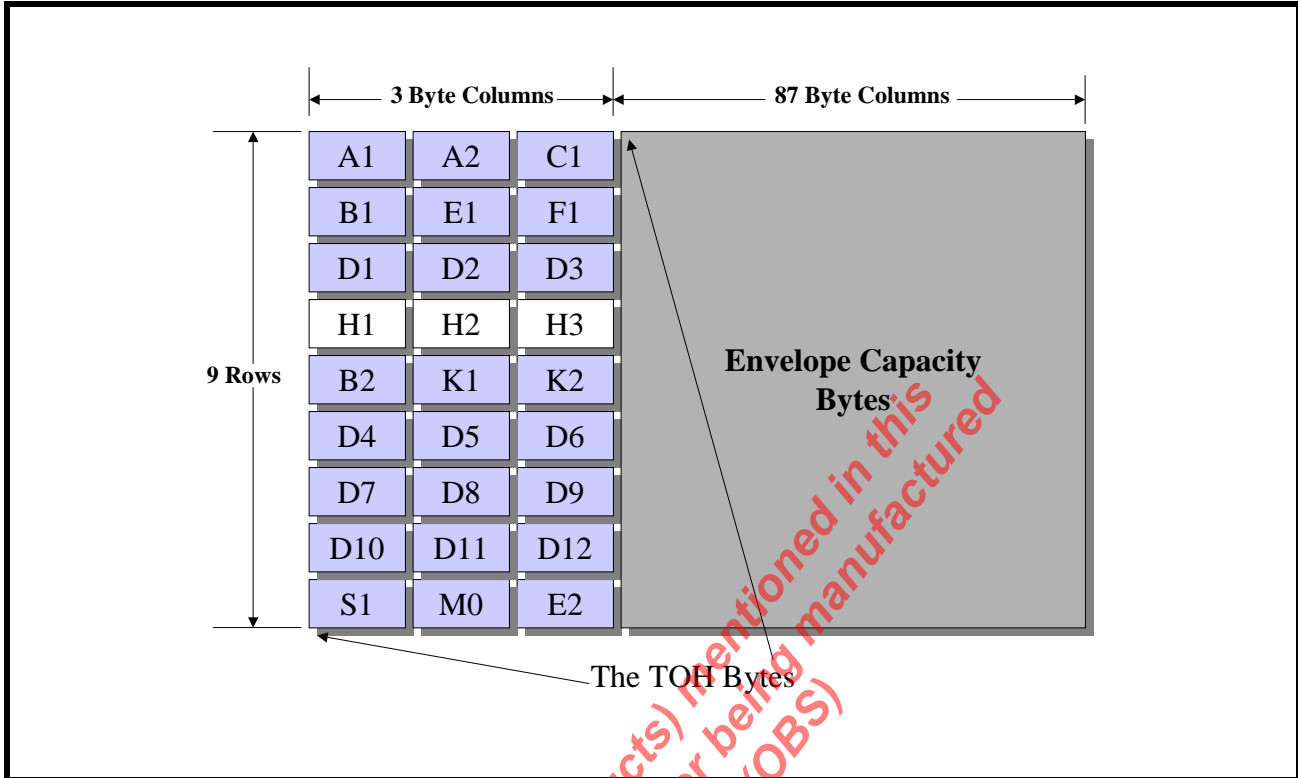 3 Byte Columns 87 Byte Columns
A1 A2 C1
B1 E1 F1
D1 D2 D3
H1 H2 H3
9 Rows
B2 K1 K2
D4 D5 D6
D7 D8 D9
D10 D11 D12
S1 M0 E2
Envelope Capacity
Bytes
The TOH Bytes
mentioned in this
being manufactured
(OBS)